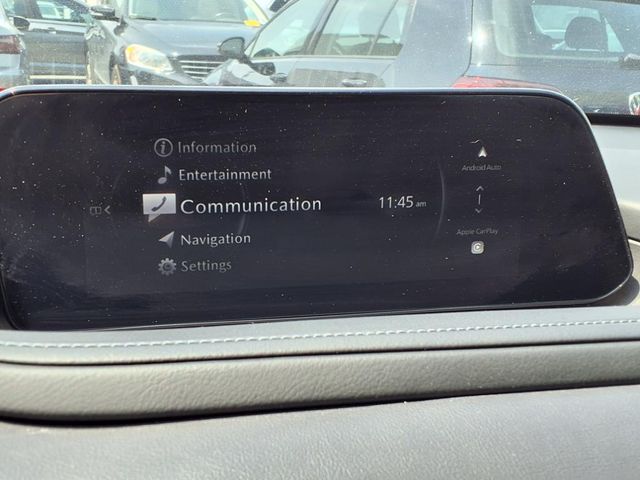 Information
Entertainment
Communication
11:45 am
Navigation
Settings
Android Auto
Apple CarPlay